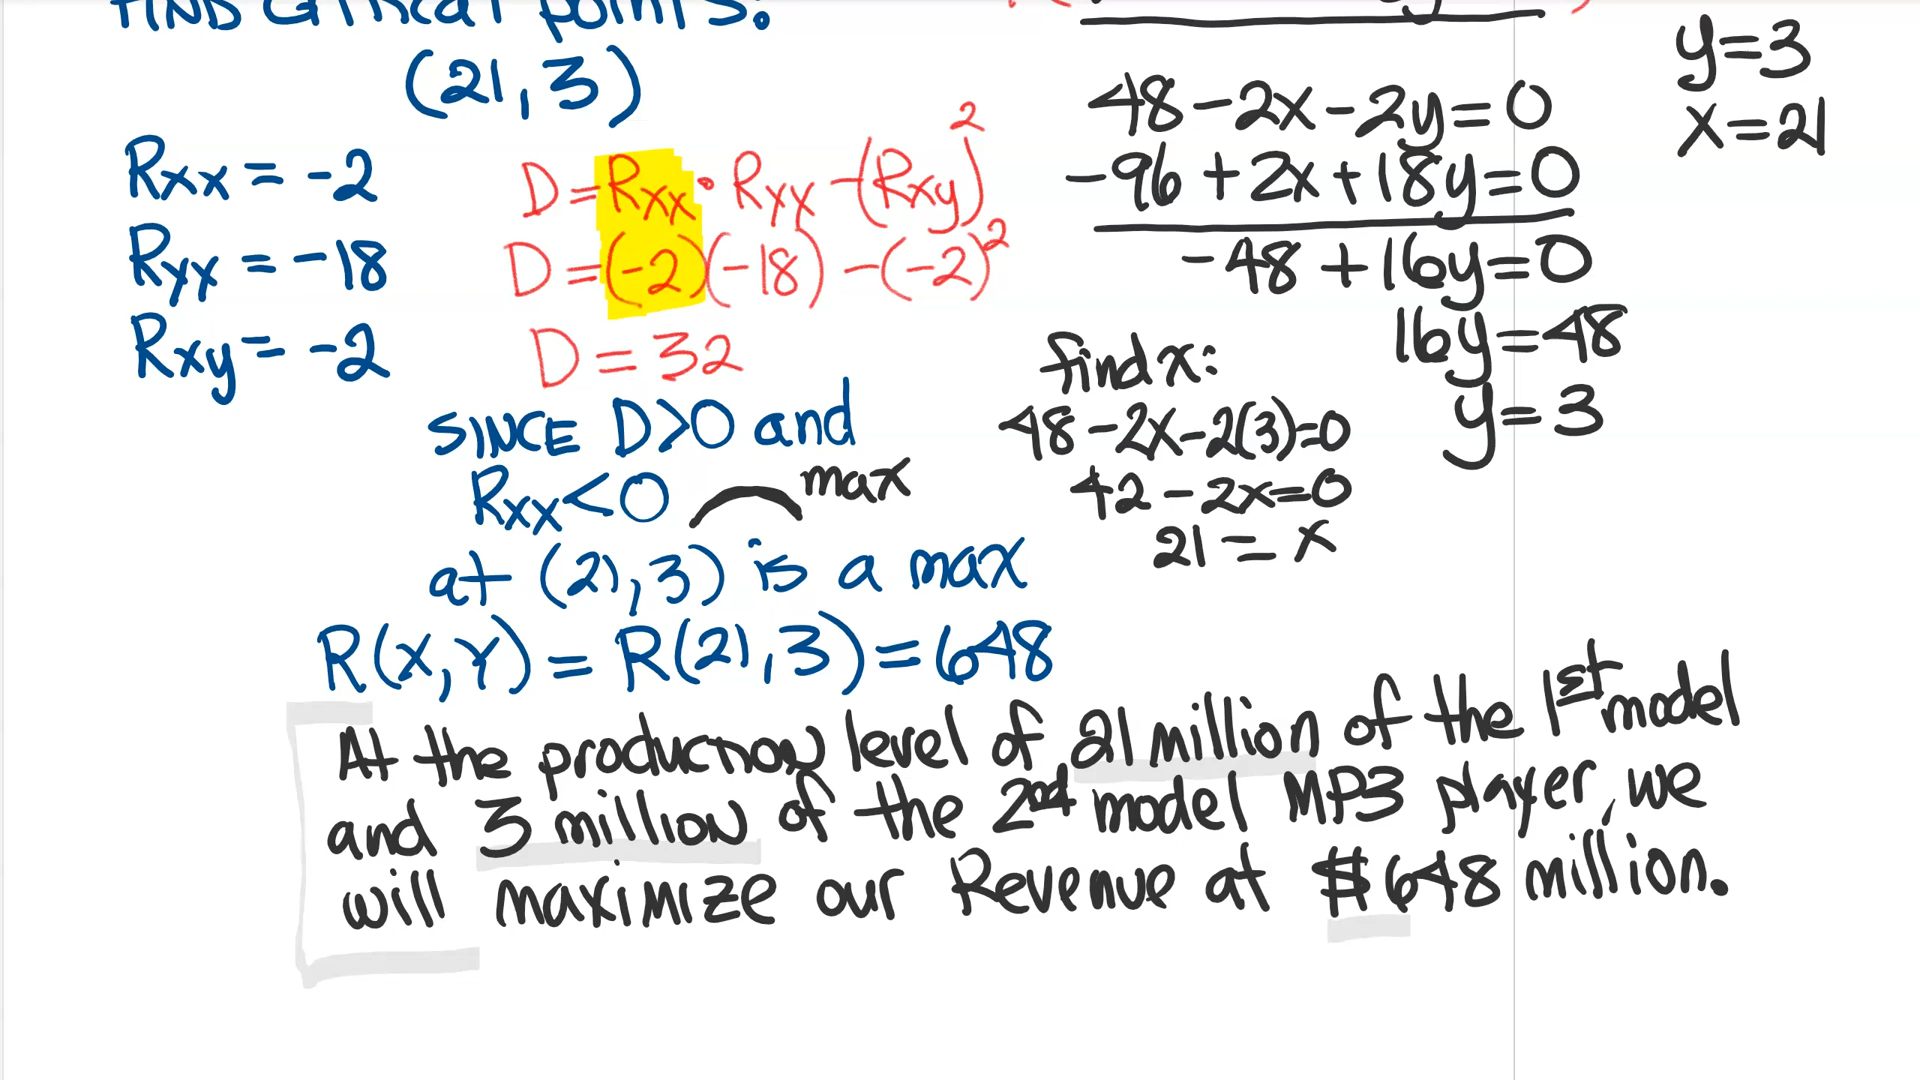 FIND Critical points:
(21,3)
Rxx = -2
Ryy = -18
Rxy = -2
D = Rxx · Ryy - (Rxy)²
D = (-2)(-18) - (-2)²
D = 32
SINCE D>0 and
Rxx<0 max
at (21,3) is a max
R(x,y) = R(21,3) = 648
48-2x-2y=0
-96+2x+18y=0
-48+16y=0
16y=48
y=3
find x:
48-2x-2(3)=0
42-2x=0
21=x
y=3
x=21
At the production level of 21 million of the 1st model
and 3 million of the 2nd model MP3 player, we
will maximize our Revenue at $648 million.